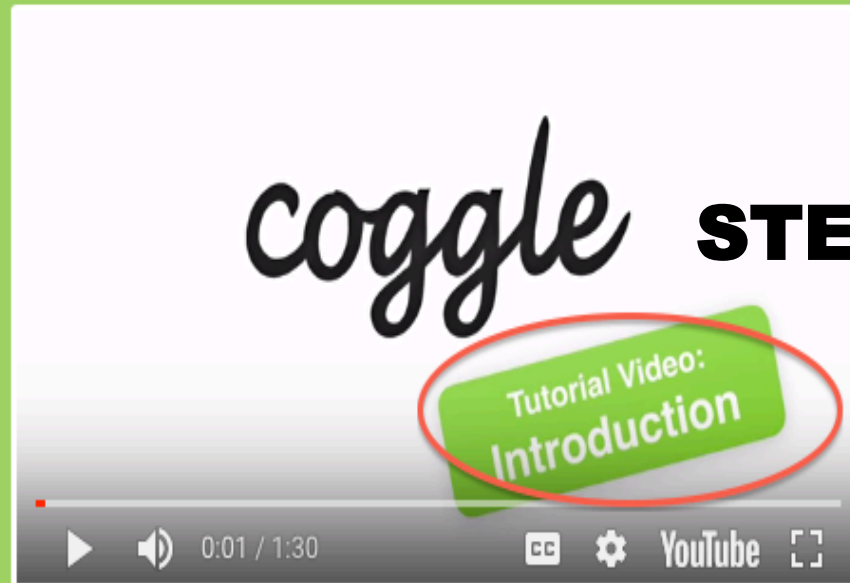 coggle
STE
Tutorial Video:
Introduction
0:01 / 1:30
CC
YouTube